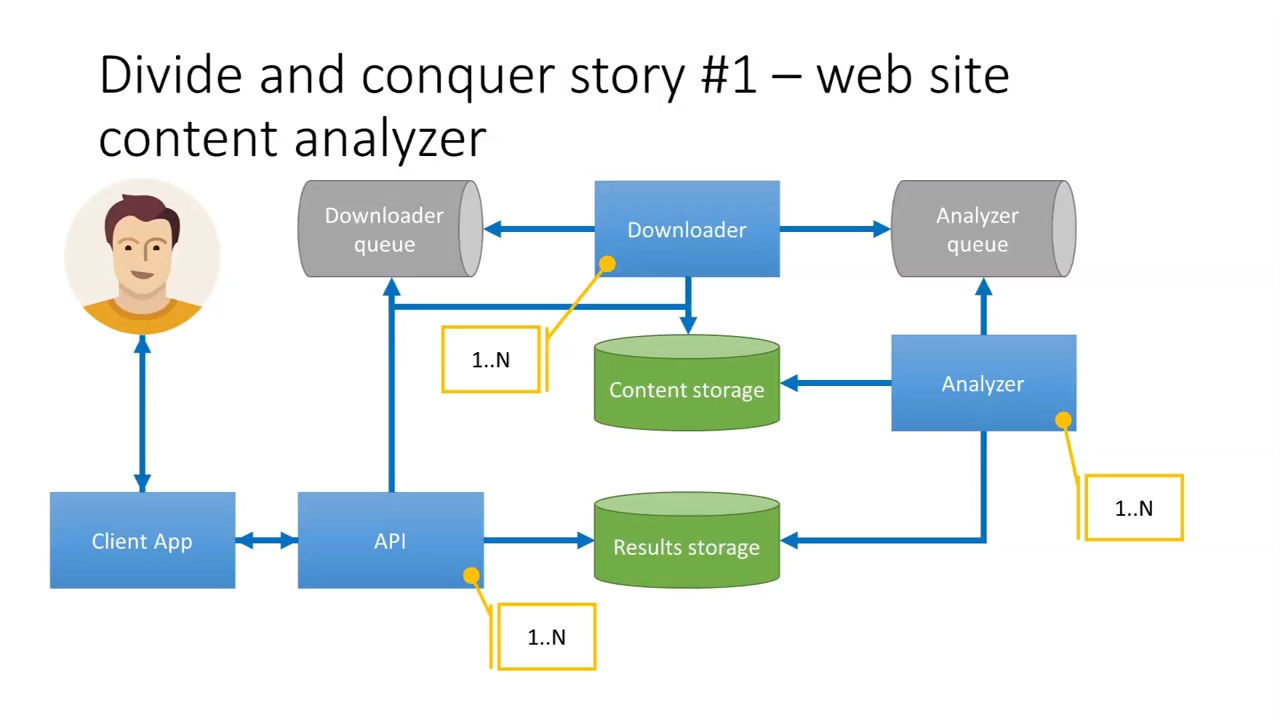 Divide and conquer story #1 – web site
content analyzer
Downloader
queue
Downloader
Analyzer
queue
1..N
Content storage
Analyzer
1..N
Client App
API
Results storage
1..N